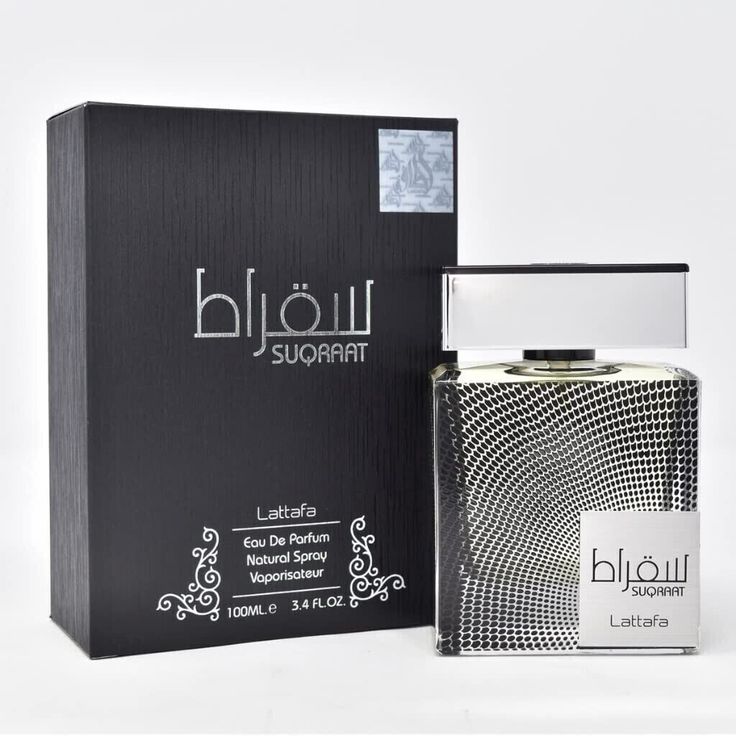 سقراط
SUQRAAT
Lattafa
Eau De Parfum
Natural Spray
Vaporisateur
100ML.e 3.4 FL.OZ.
سقراط
SUQRAAT
Lattafa